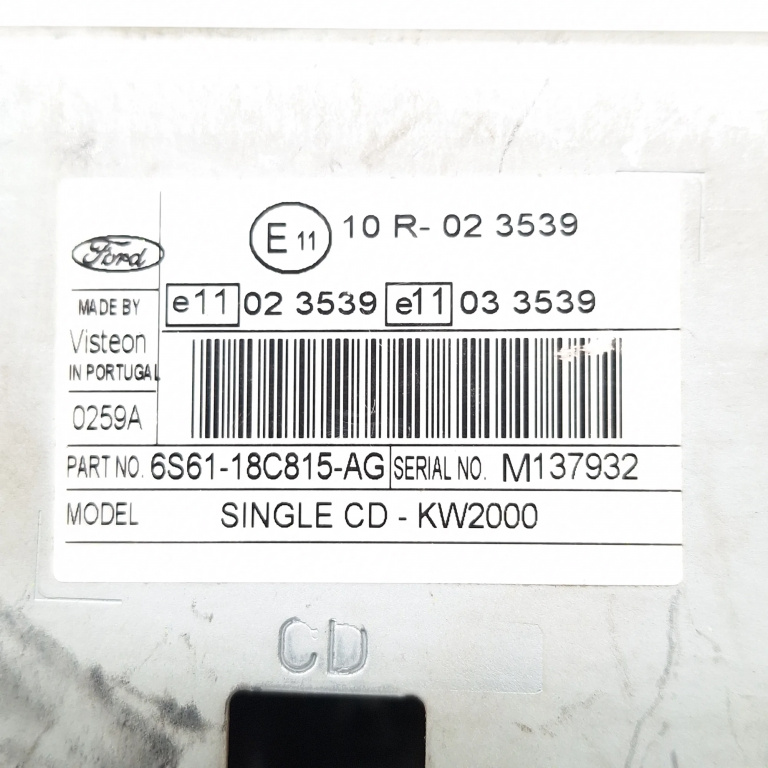 Ford
E 11 10 R- 02 3539
MADE BY
Visteon
IN PORTUGAL
0259A
e11 02 3539 e11 03 3539
PART NO. 6S61-18C815-AG SERIAL NO. M137932
MODEL SINGLE CD - KW2000
CD